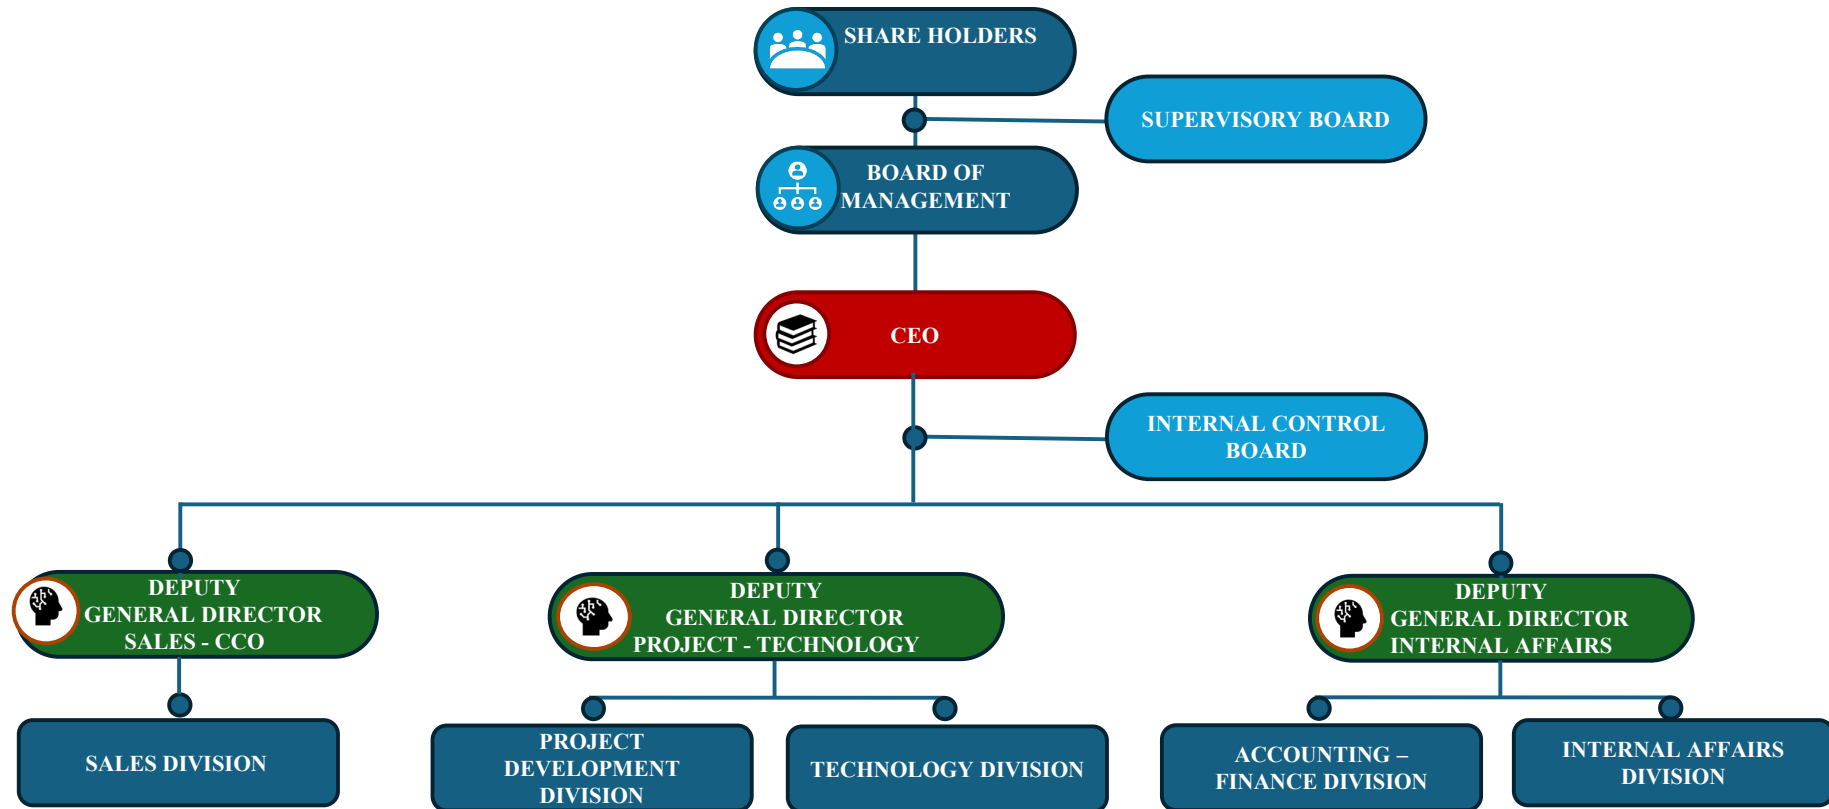 SHARE HOLDERS
SUPERVISORY BOARD
BOARD OF
MANAGEMENT
CEO
INTERNAL CONTROL
BOARD
DEPUTY
GENERAL DIRECTOR
SALES - CCO
DEPUTY
GENERAL DIRECTOR
PROJECT - TECHNOLOGY
DEPUTY
GENERAL DIRECTOR
INTERNAL AFFAIRS
SALES DIVISION
PROJECT
DEVELOPMENT
DIVISION
TECHNOLOGY DIVISION
ACCOUNTING –
FINANCE DIVISION
INTERNAL AFFAIRS
DIVISION